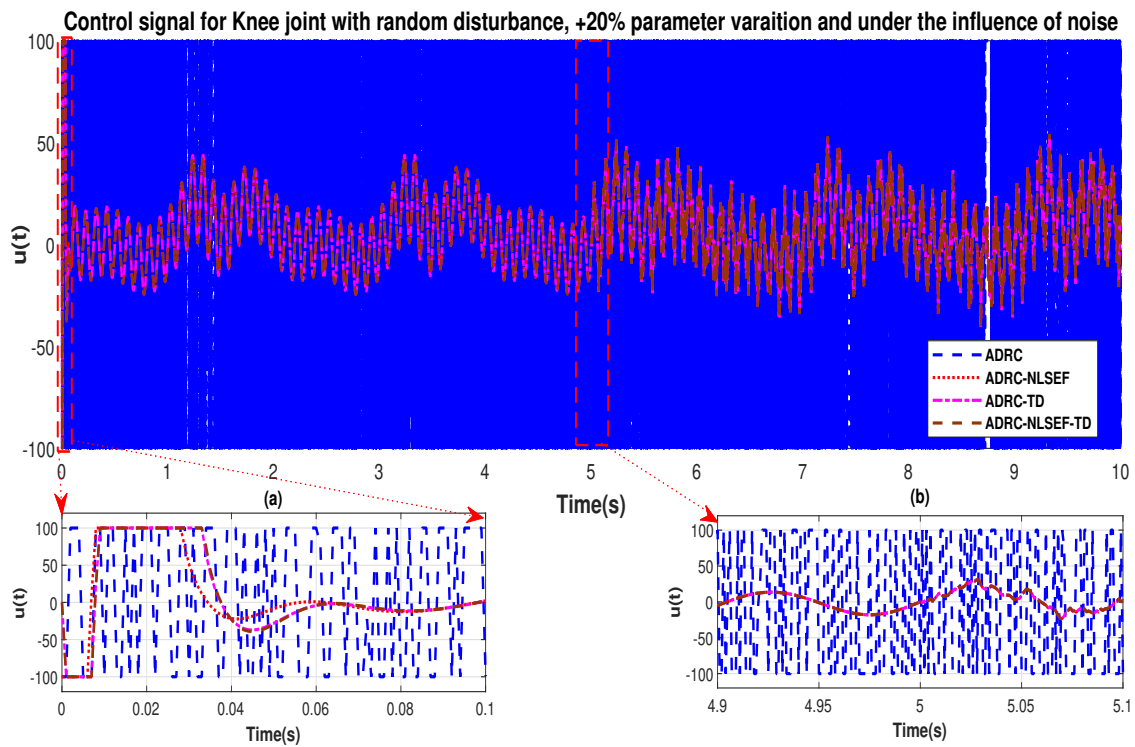 Control signal for Knee joint with random disturbance, +20% parameter varaition and under the influence of noise
u(t)
100
50
0
-50
-100
0 1 2 3 4 5 6 7 8 9 10
Time(s)
ADRC
ADRC-NLSEF
ADRC-TD
ADRC-NLSEF-TD
(a)
u(t)
100
50
0
-50
-100
0 0.02 0.04 0.06 0.08 0.1
Time(s)
(b)
u(t)
100
50
0
-50
-100
4.9 4.95 5 5.05 5.1
Time(s)